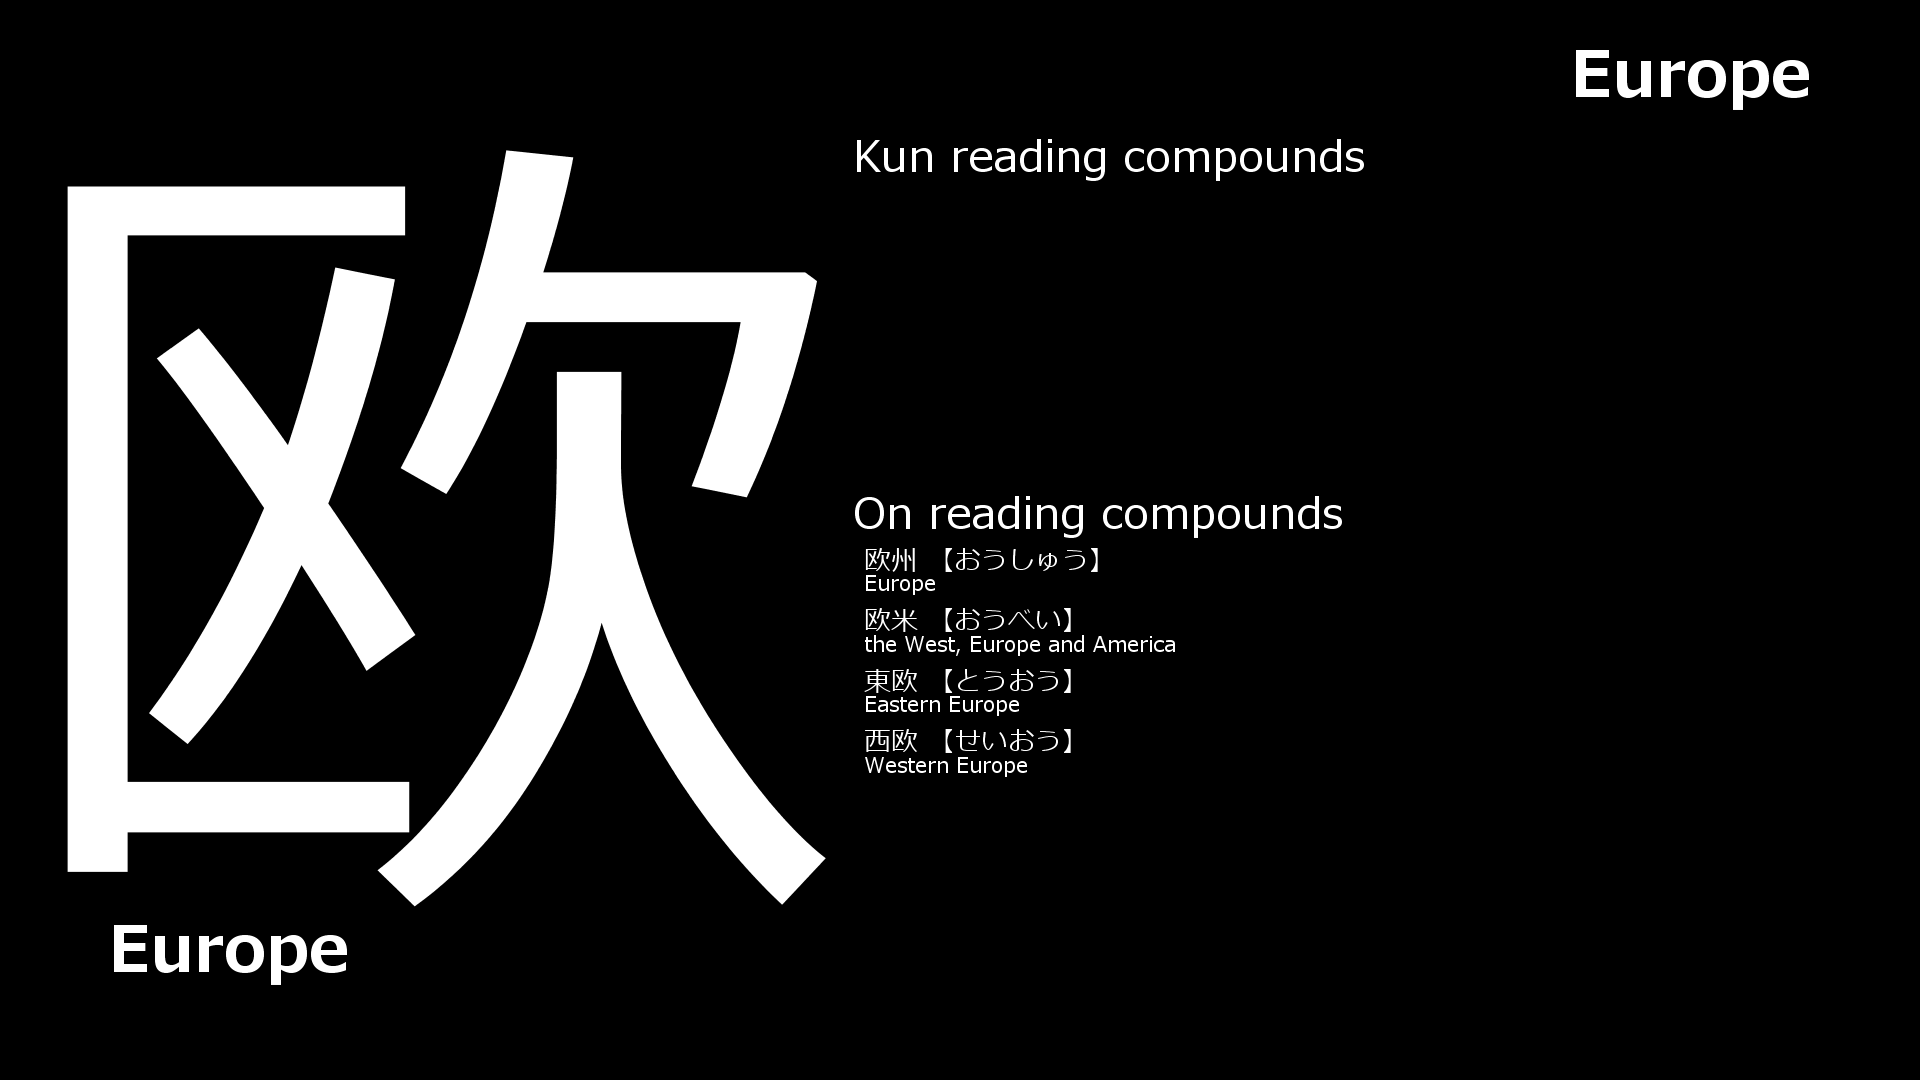 Europe
欧
Europe
Kun reading compounds
On reading compounds
欧州 【おうしゅう】
Europe
欧米 【おうべい】
the West, Europe and America
東欧 【とうおう】
Eastern Europe
西欧 【せいおう】
Western Europe